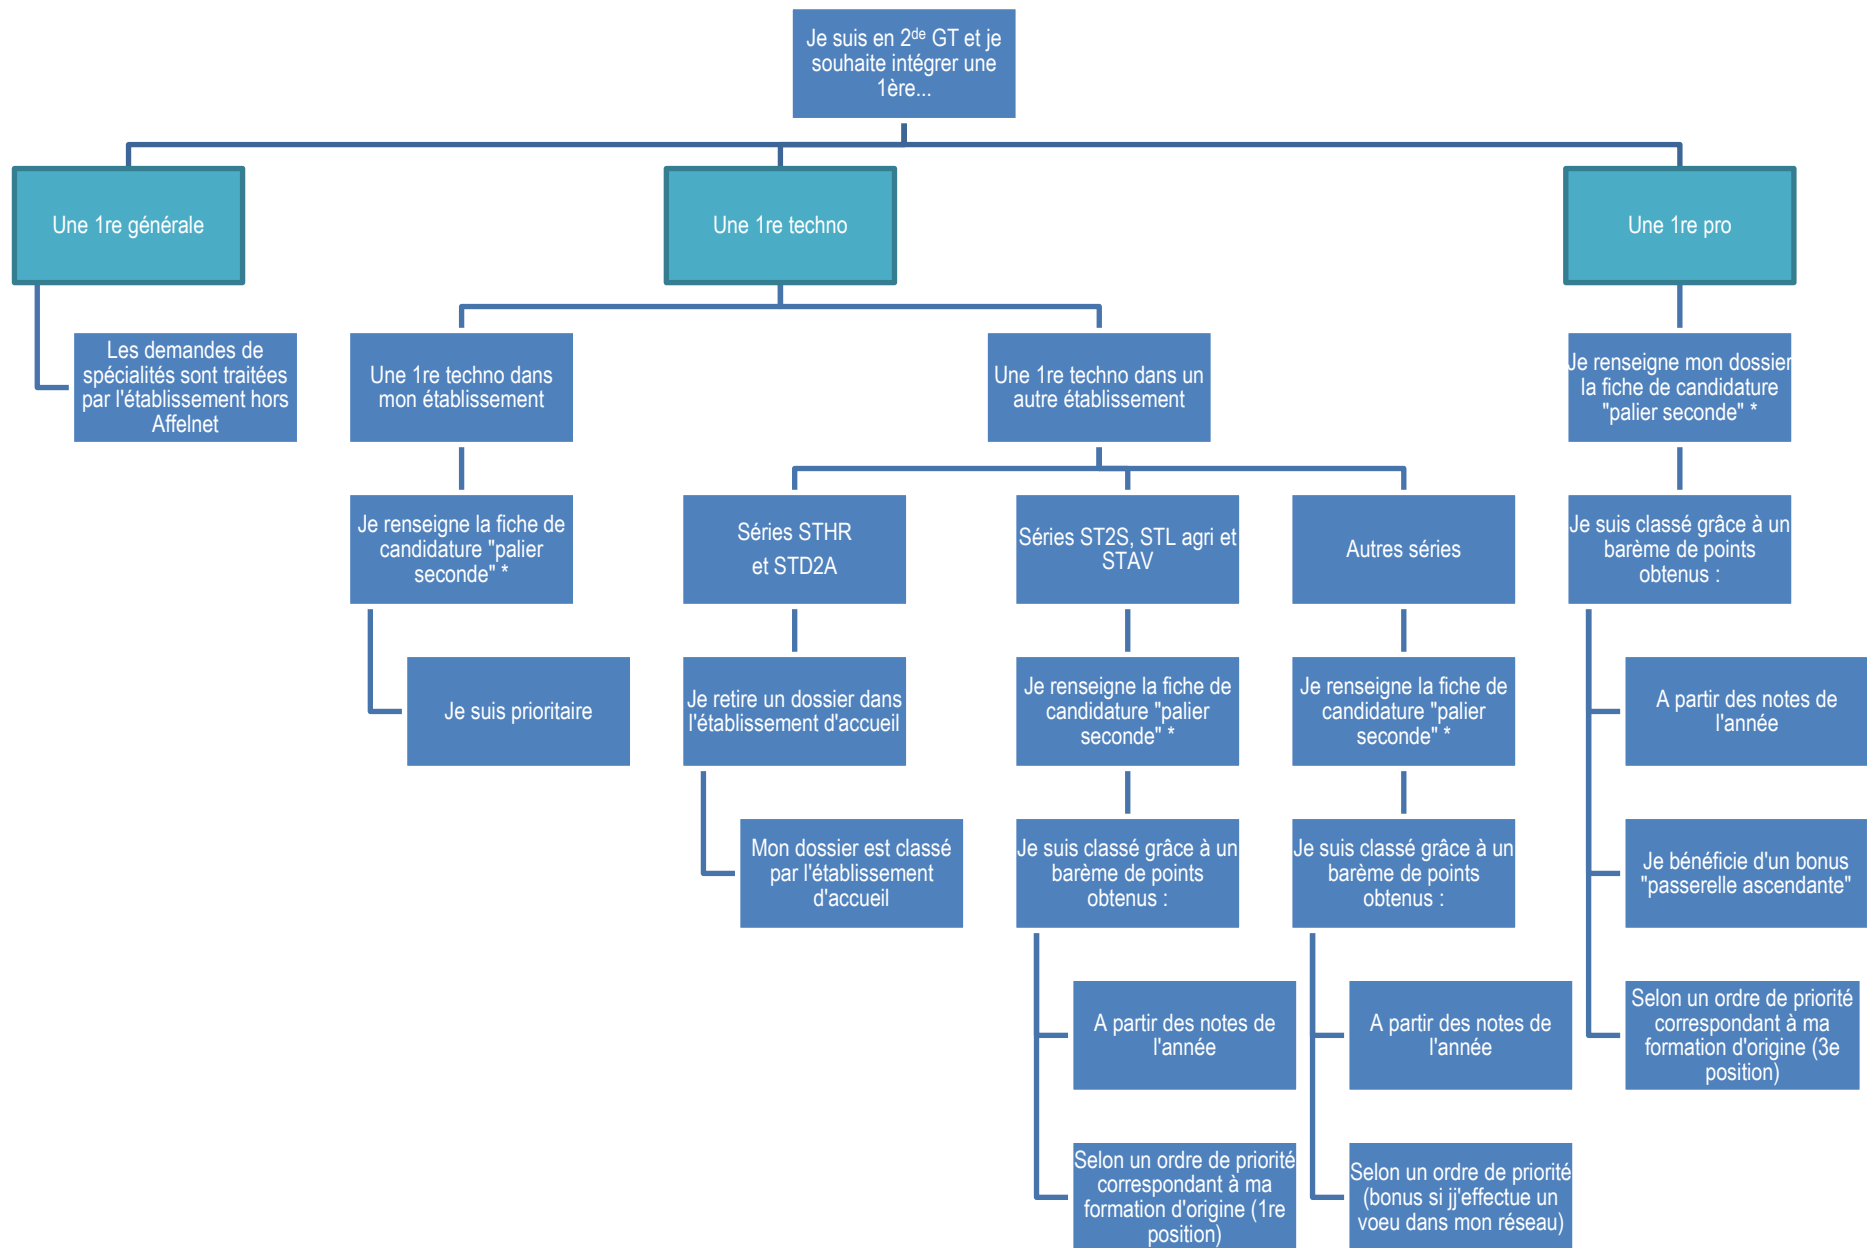 Je suis en 2de GT et je
souhaite intégrer une
1ère...
Une 1re générale
Une 1re techno
Une 1re pro
Les demandes de
spécialités sont traitées
par l'établissement hors
Affelnet
Une 1re techno dans
mon établissement
Une 1re techno dans un
autre établissement
Je renseigne mon dossier
la fiche de candidature
"palier seconde" *
Je renseigne la fiche de
candidature "palier
seconde" *
Séries STHR
et STD2A
Séries ST2S, STL agri et
STAV
Autres séries
Je suis classé grâce à un
barème de points
obtenus :
Je suis prioritaire
Je retire un dossier dans
l'établissement d'accueil
Je renseigne la fiche de
candidature "palier
seconde" *
Je renseigne la fiche de
candidature "palier
seconde" *
A partir des notes de
l'année
Mon dossier est classé
par l'établissement
d'accueil
Je suis classé grâce à un
barème de points
obtenus :
Je suis classé grâce à un
barème de points
obtenus :
Je bénéficie d'un bonus
"passerelle ascendante"
A partir des notes de
l'année
A partir des notes de
l'année
Selon un ordre de priorité
correspondant à ma
formation d'origine (3e
position)
Selon un ordre de priorité
correspondant à ma
formation d'origine (1re
position)
Selon un ordre de priorité
(bonus si jj'effectue un
voeu dans mon réseau)